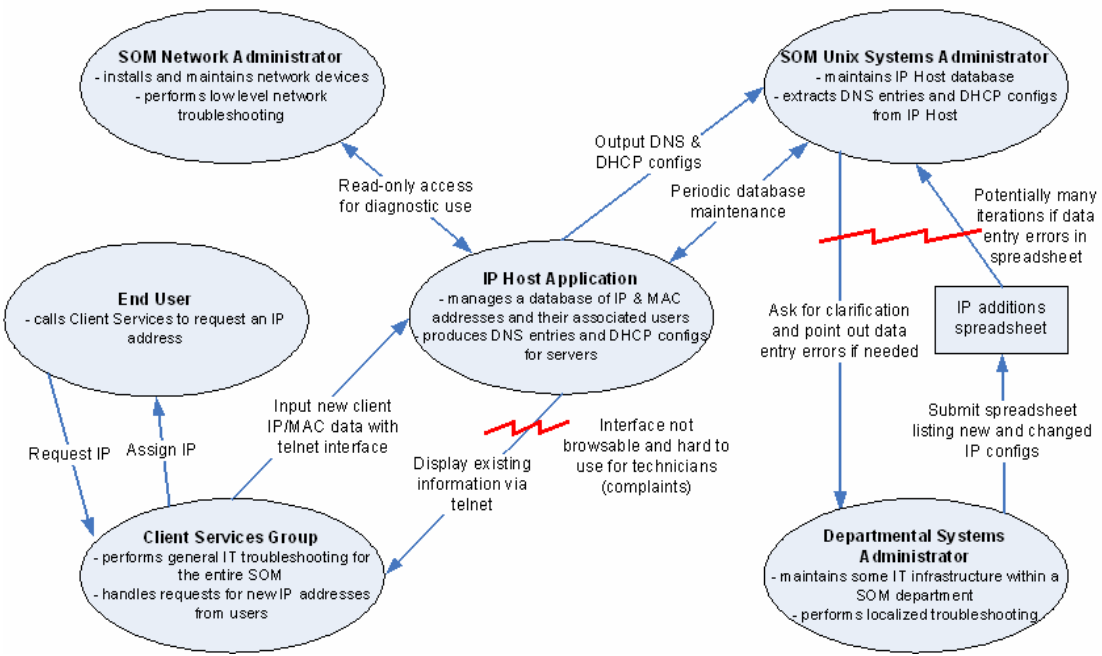 SOM Network Administrator
- installs and maintains network devices
- performs low level network
troubleshooting
SOM Unix Systems Administrator
- maintains IP Host database
- extracts DNS entries and DHCP configs
from IP Host
Output DNS &
DHCP configs
Read-only access
for diagnostic use
Periodic database
maintenance
Potentially many
iterations if data
entry errors in
spreadsheet
End User
- calls Client Services to request an IP
address
IP Host Application
- manages a database of IP & MAC
addresses and their associated users
- produces DNS entries and DHCP configs
for servers
Ask for clarification
and point out data
entry errors if needed
IP additions
spreadsheet
Request IP
Assign IP
Input new client
IP/MAC data with
telnet interface
Display existing
information via
telnet
Interface not
browsable and hard to
use for technicians
(complaints)
Submit spreadsheet
listing new and changed
IP configs
Client Services Group
- performs general IT troubleshooting for
the entire SOM
- handles requests for new IP addresses
from users
Departmental Systems
Administrator
- maintains some IT infrastructure within a
SOM department
- performs localized troubleshooting